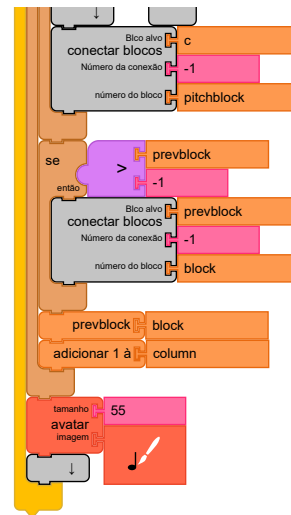 ↓
Blco alvo c
conectar blocos
Número da conexão -1
número do bloco pitchblock
se
> prevblock
então -1
Blco alvo prevblock
conectar blocos
Número da conexão -1
número do bloco block
prevblock block
adicionar 1 à column
tamanho 55
avatar
imagem
↓